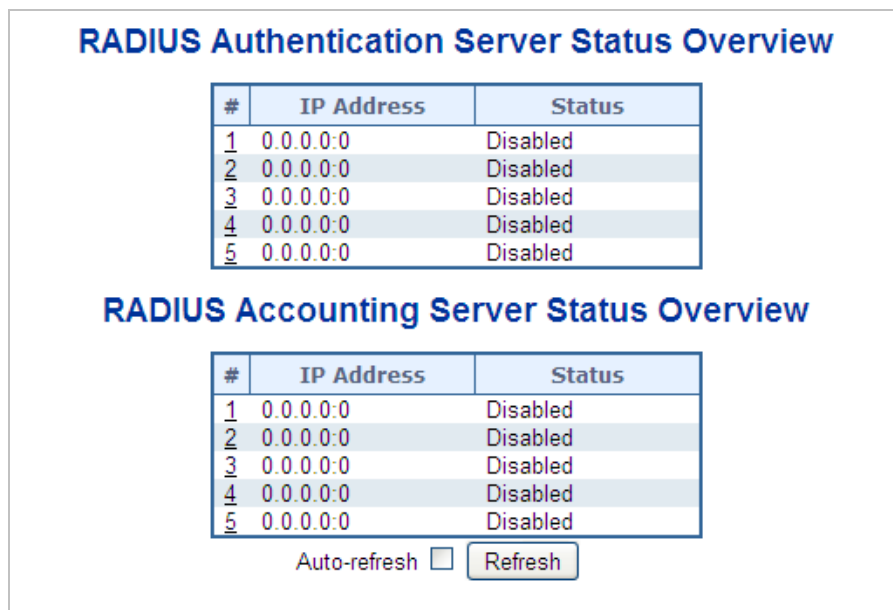 RADIUS Authentication Server Status Overview
# IP Address Status
1 0.0.0.0:0 Disabled
2 0.0.0.0:0 Disabled
3 0.0.0.0:0 Disabled
4 0.0.0.0:0 Disabled
5 0.0.0.0:0 Disabled
RADIUS Accounting Server Status Overview
# IP Address Status
1 0.0.0.0:0 Disabled
2 0.0.0.0:0 Disabled
3 0.0.0.0:0 Disabled
4 0.0.0.0:0 Disabled
5 0.0.0.0:0 Disabled
Auto-refresh Refresh